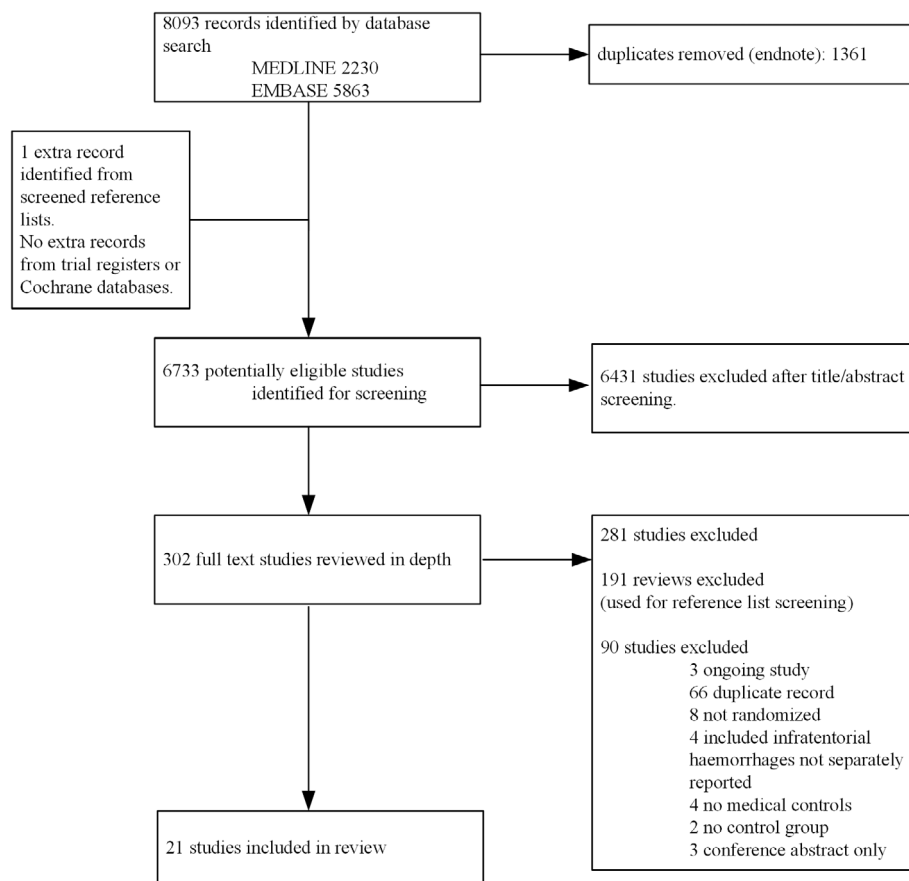 8093 records identified by database
search
MEDLINE 2230
EMBASE 5863
duplicates removed (endnote): 1361
1 extra record
identified from
screened reference
lists.
No extra records
from trial registers or
Cochrane databases.
6733 potentially eligible studies
identified for screening
6431 studies excluded after title/abstract
screening.
302 full text studies reviewed in depth
281 studies excluded
191 reviews excluded
(used for reference list screening)
90 studies excluded
3 ongoing study
66 duplicate record
8 not randomized
4 included infratentorial
haemorrhages not separately
reported
4 no medical controls
2 no control group
3 conference abstract only
21 studies included in review